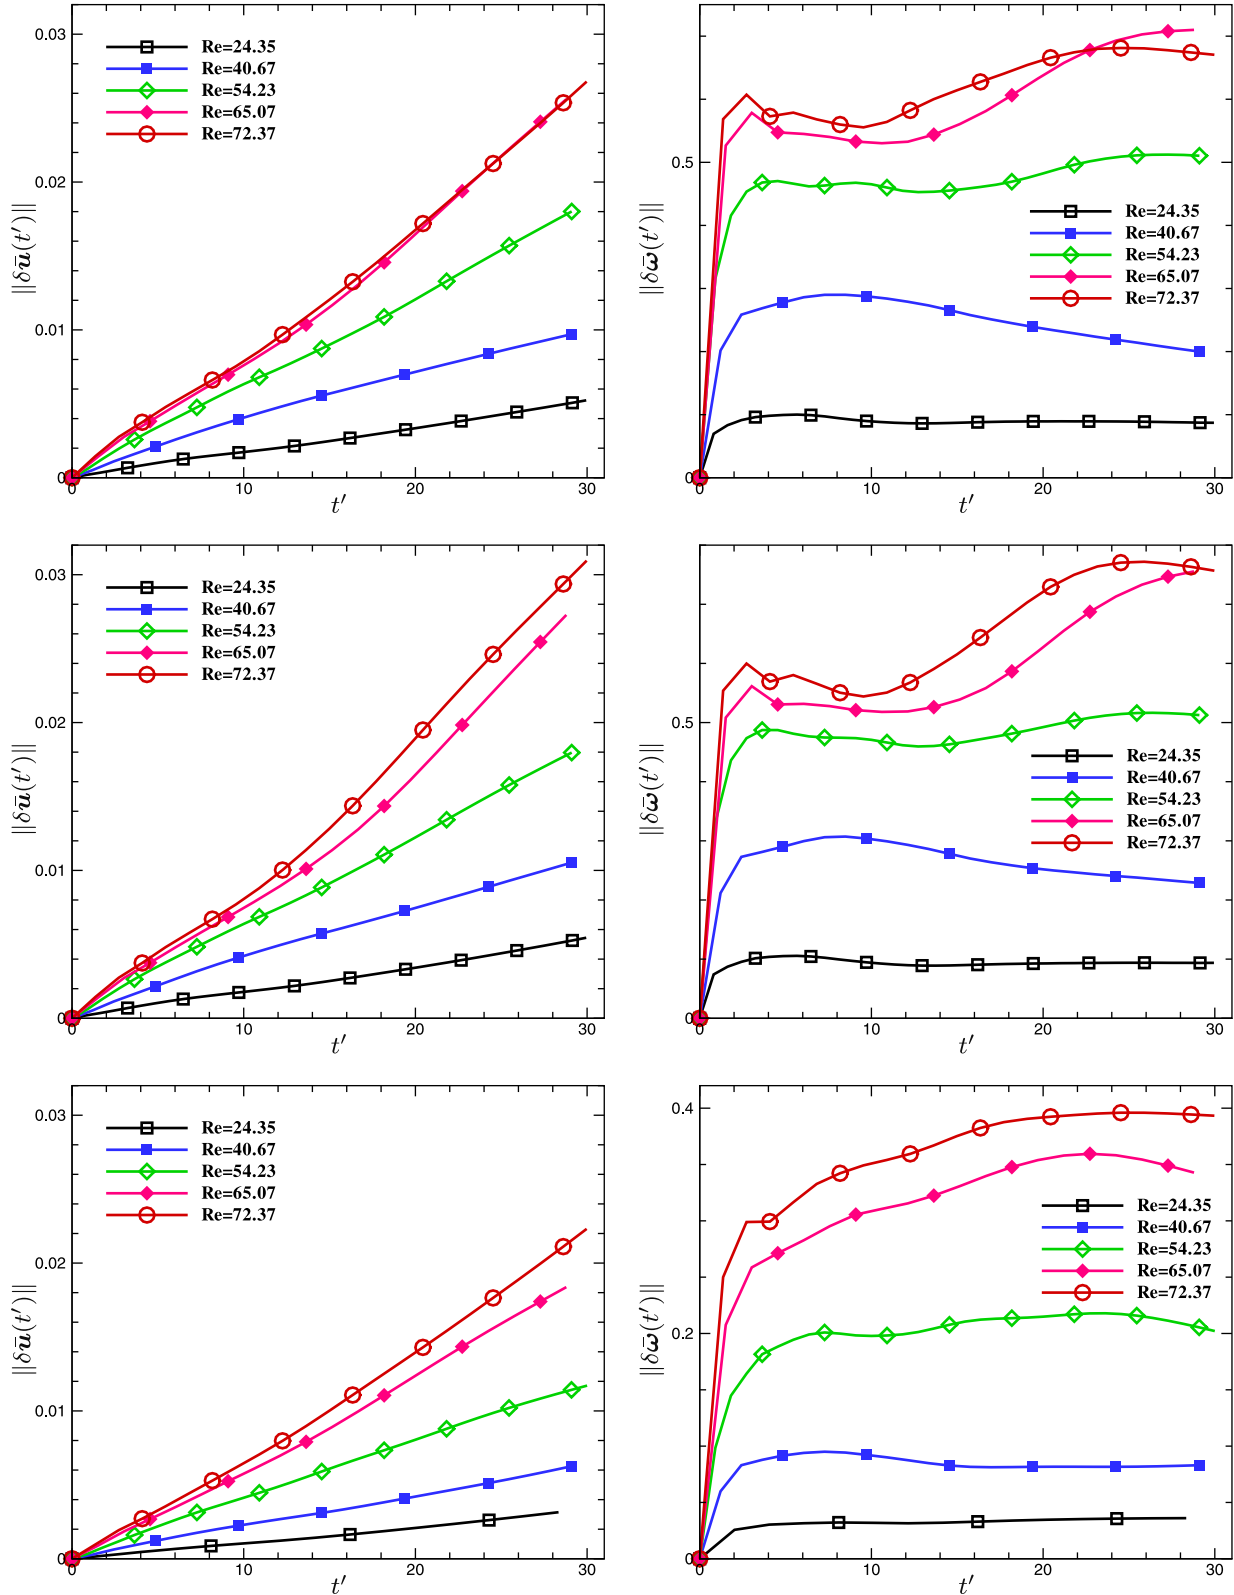 0.03
0.02
0.01
0
0
10
20
30
t′
||δū(t′)||
Re=24.35
Re=40.67
Re=54.23
Re=65.07
Re=72.37
0.5
0
0
10
20
30
t′
||δω̄(t′)||
Re=24.35
Re=40.67
Re=54.23
Re=65.07
Re=72.37
0.03
0.02
0.01
0
0
10
20
30
t′
||δū(t′)||
Re=24.35
Re=40.67
Re=54.23
Re=65.07
Re=72.37
0.5
0
0
10
20
30
t′
||δω̄(t′)||
Re=24.35
Re=40.67
Re=54.23
Re=65.07
Re=72.37
0.03
0.02
0.01
0
0
10
20
30
t′
||δū(t′)||
Re=24.35
Re=40.67
Re=54.23
Re=65.07
Re=72.37
0.4
0.2
0
0
10
20
30
t′
||δω̄(t′)||
Re=24.35
Re=40.67
Re=54.23
Re=65.07
Re=72.37